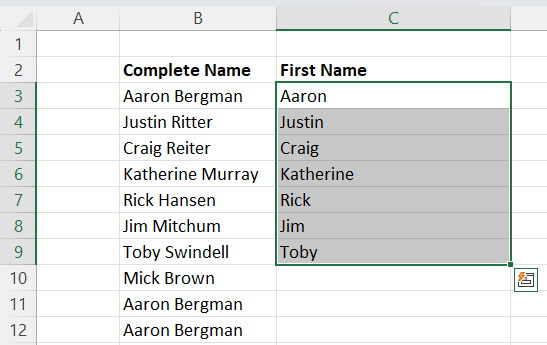 A B C
1
2 Complete Name First Name
3 Aaron Bergman Aaron
4 Justin Ritter Justin
5 Craig Reiter Craig
6 Katherine Murray Katherine
7 Rick Hansen Rick
8 Jim Mitchum Jim
9 Toby Swindell Toby
10 Mick Brown
11 Aaron Bergman
12 Aaron Bergman